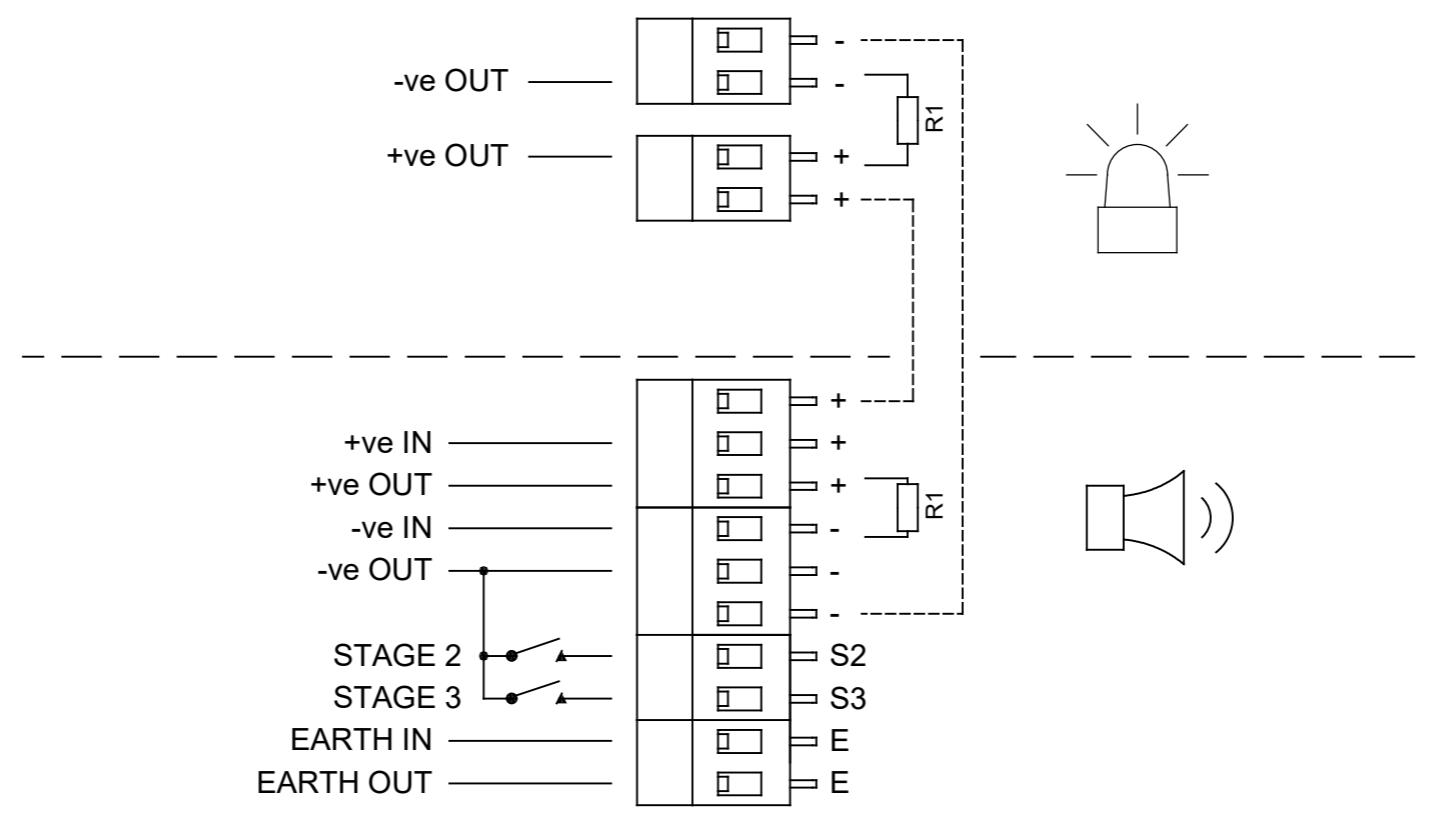 -
-ve OUT -
R1
+ve OUT +
+
+
+ve IN +
+ve OUT +
R1
-ve IN -
-ve OUT -
-
STAGE 2 S2
STAGE 3 S3
EARTH IN E
EARTH OUT E